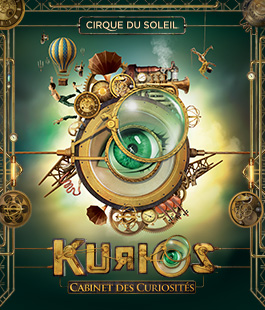 CIRQUE DU SOLEIL
KURIOS
CABINET DES CURIOSITÉS